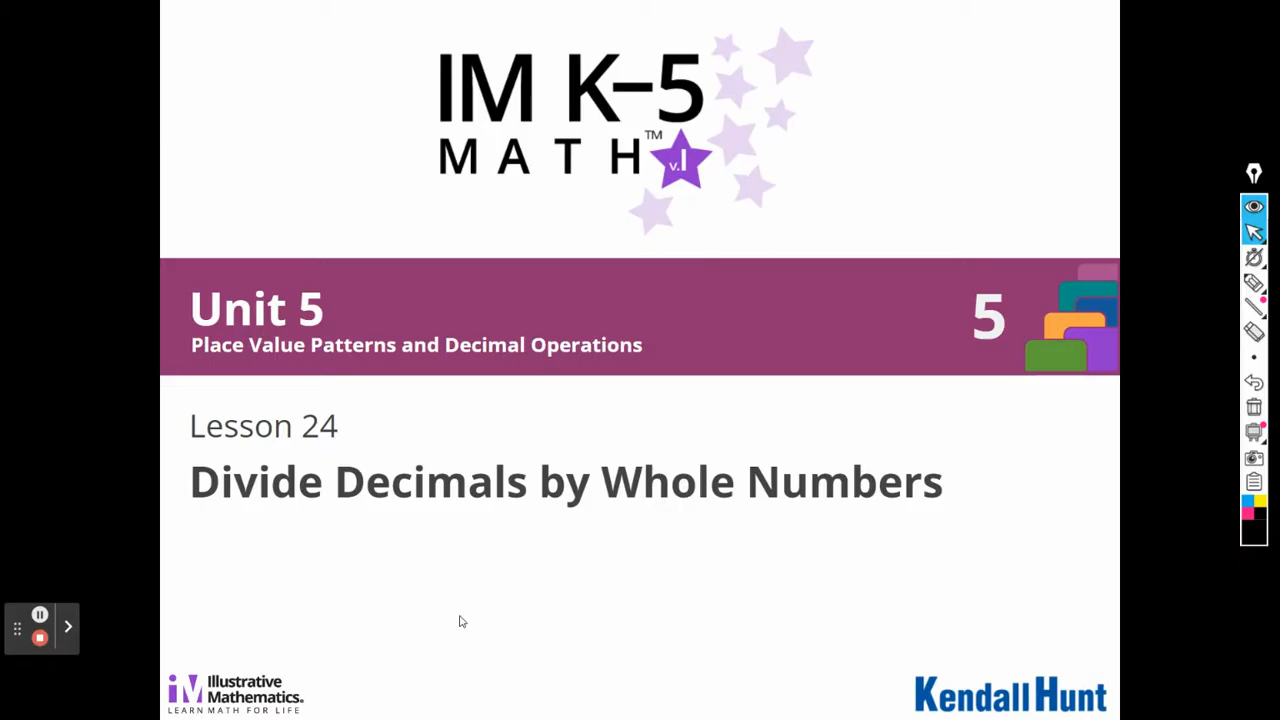 IM K–5
MATH™ v.I
Unit 5
Place Value Patterns and Decimal Operations
5
Lesson 24
Divide Decimals by Whole Numbers
iM Illustrative
Mathematics®
LEARN MATH FOR LIFE
Kendall Hunt